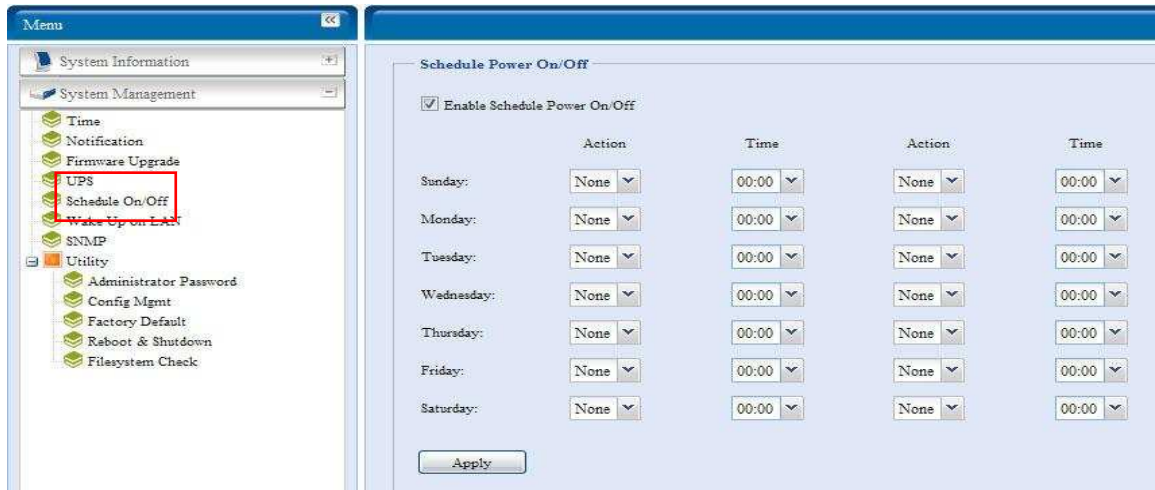 Menu
System Information
System Management
Time
Notification
Firmware Upgrade
UPS
Schedule On/Off
Wake Up on LAN
SNMP
Utility
Administrator Password
Config Mgmt
Factory Default
Reboot & Shutdown
Filesystem Check
Schedule Power On/Off
Enable Schedule Power On/Off
Action Time Action Time
Sunday: None 00:00 None 00:00
Monday: None 00:00 None 00:00
Tuesday: None 00:00 None 00:00
Wednesday: None 00:00 None 00:00
Thursday: None 00:00 None 00:00
Friday: None 00:00 None 00:00
Saturday: None 00:00 None 00:00
Apply